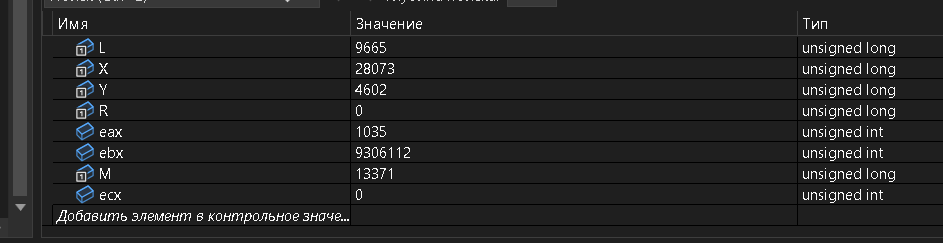 Имя Значение Тип
L 9665 unsigned long
X 28073 unsigned long
Y 4602 unsigned long
R 0 unsigned long
eax 1035 unsigned int
ebx 9306112 unsigned int
M 13371 unsigned long
ecx 0 unsigned int
Добавить элемент в контрольное значе...